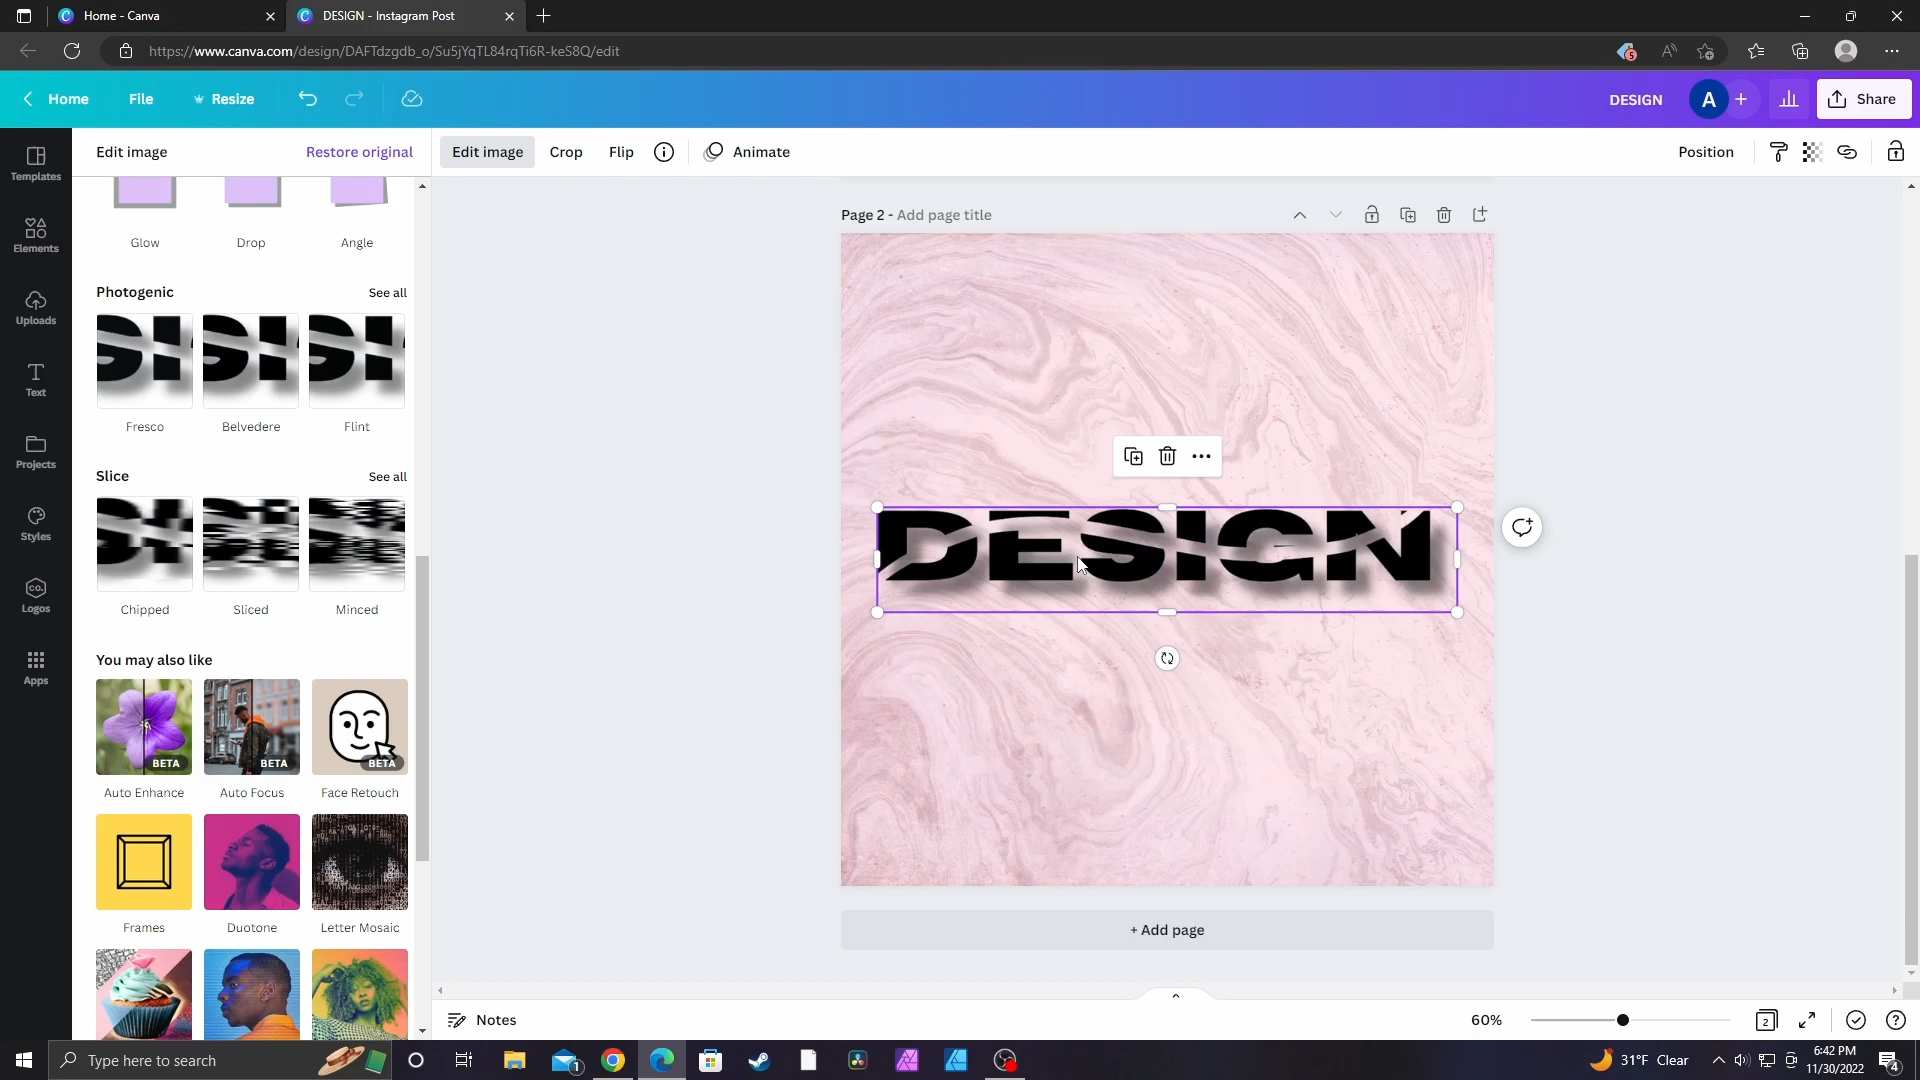 Home - Canva
DESIGN - Instagram Post
https://www.canva.com/design/DAFTdzgdb_o/Su5jYqTL84rqTi6R-keS8Q/edit
5
Home
File
Resize
DESIGN
A
Share
Templates
Elements
Uploads
Text
Projects
Styles
CO.
Logos
Apps
Edit image
Restore original
Edit image
Crop
Flip
Animate
Position
Glow
Drop
Angle
Photogenic
See all
Fresco
Belvedere
Flint
Slice
See all
Chipped
Sliced
Minced
You may also like
BETA
BETA
BETA
Auto Enhance
Auto Focus
Face Retouch
Frames
Duotone
Letter Mosaic
Page 2 - Add page title
DESIGN
+ Add page
Notes
60%
2
Type here to search
1
31°F Clear
6:42 PM
11/30/2022
4